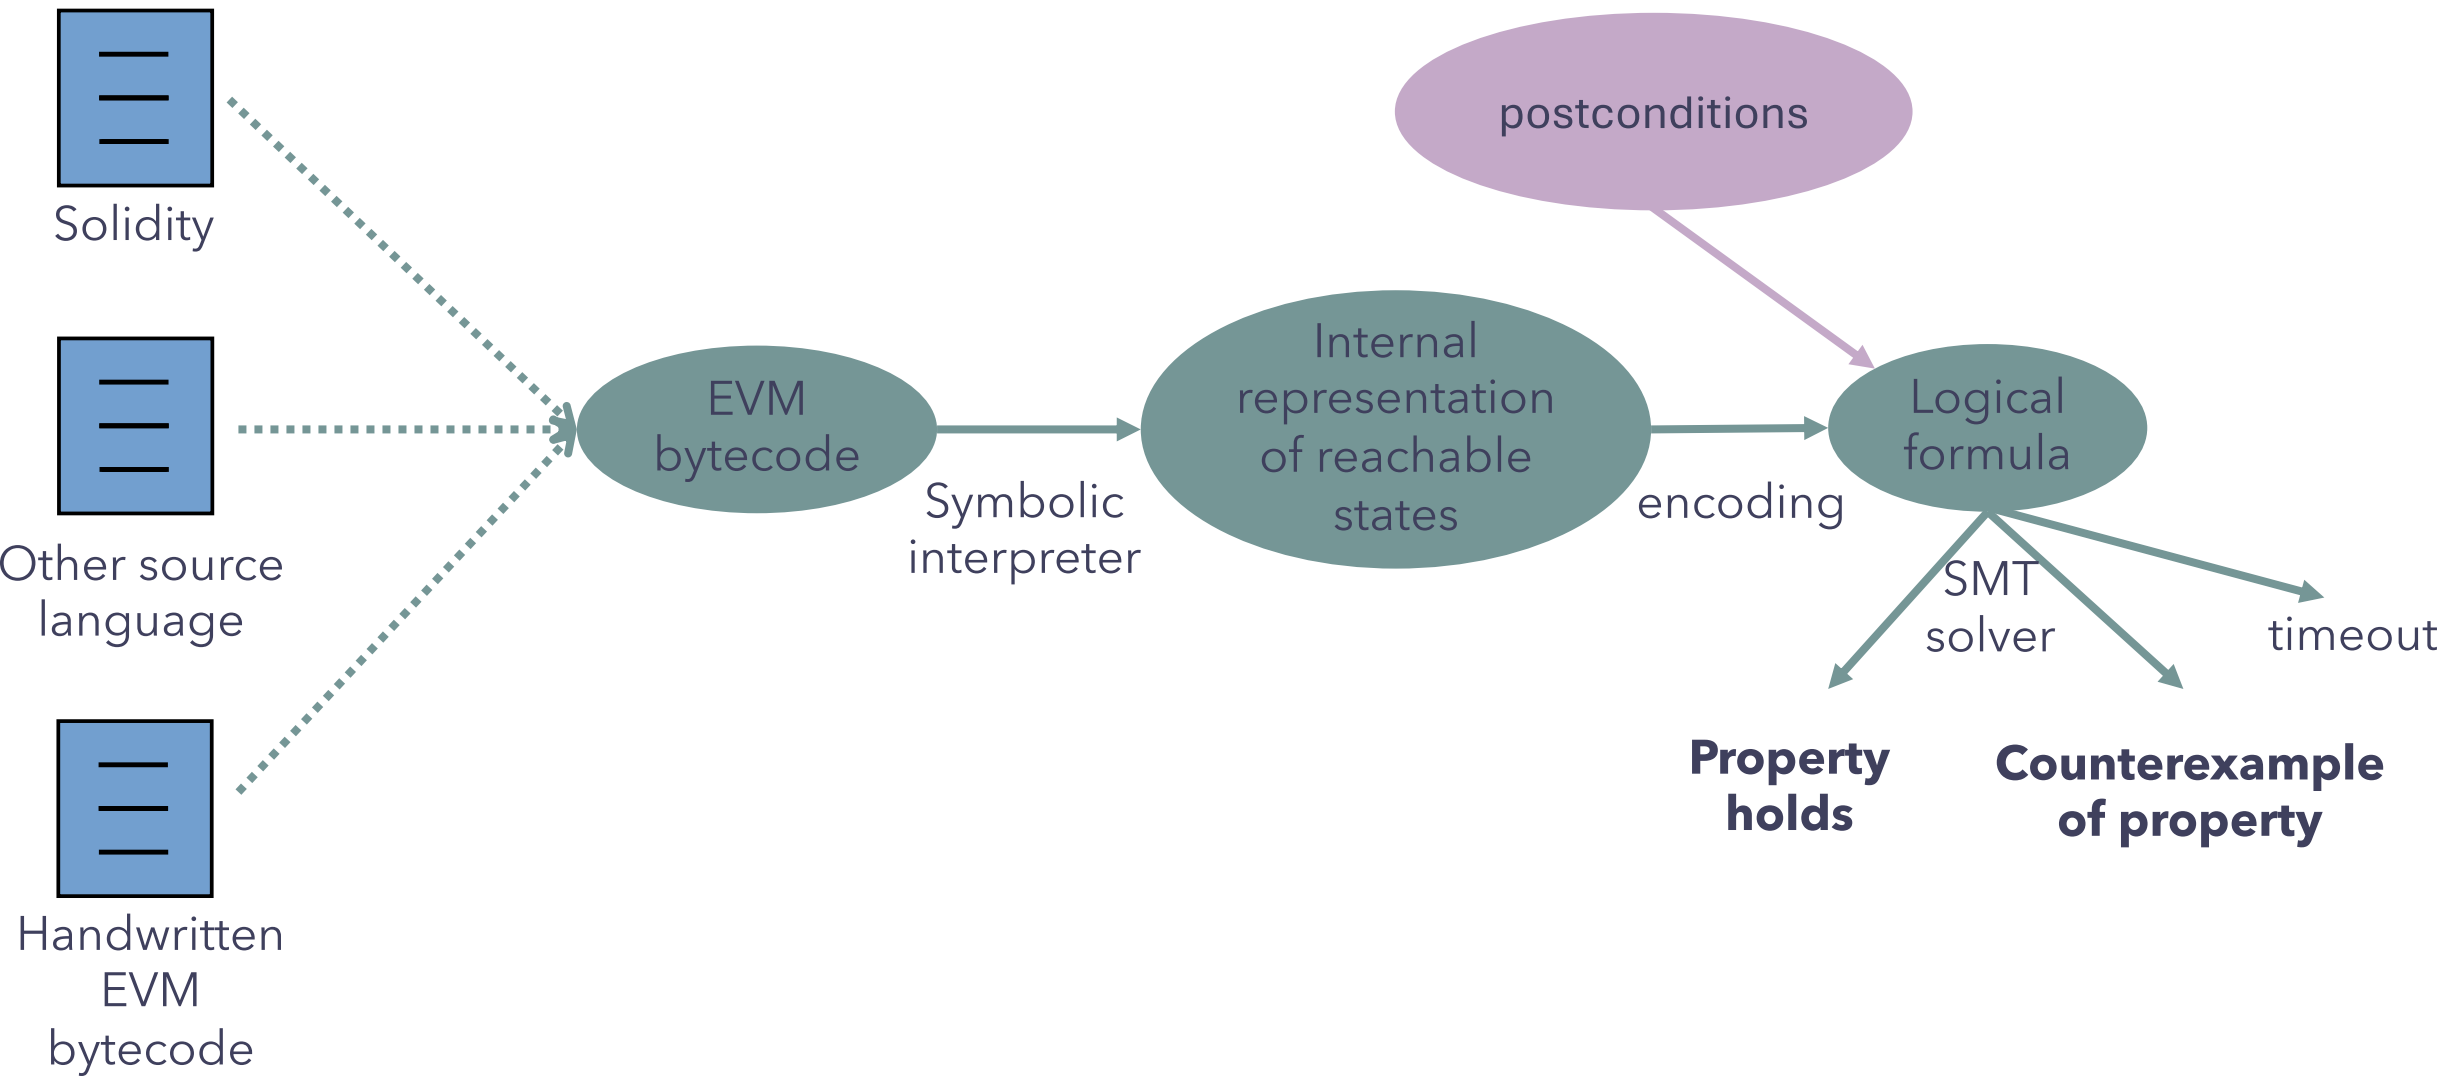 Solidity
Other source
language
Handwritten
EVM
bytecode
EVM
bytecode
Symbolic
interpreter
Internal
representation
of reachable
states
encoding
postconditions
Logical
formula
SMT
solver
timeout
Property
holds
Counterexample
of property